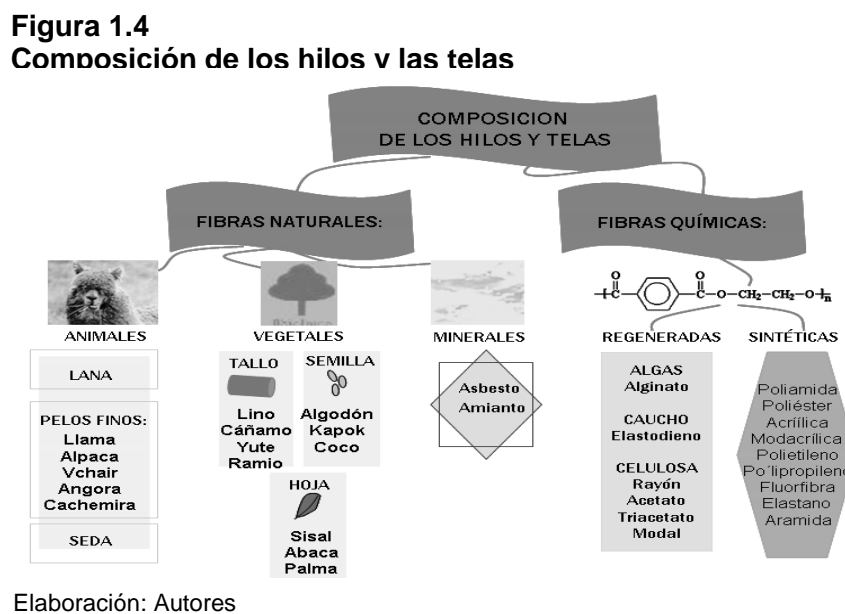 Figura 1.4
Composición de los hilos y las telas
COMPOSICION
DE LOS HILOS Y TELAS
FIBRAS NATURALES:
FIBRAS QUÍMICAS:
ANIMALES
LANA
PELOS FINOS:
Llama
Alpaca
Vchair
Angora
Cachemira
SEDA
VEGETALES
TALLO
Lino
Cáñamo
Yute
Ramio
SEMILLA
Algodón
Kapok
Coco
HOJA
Sisal
Abaca
Palma
MINERALES
Asbesto
Amianto
O O
C C O CH2 CH2 O n
REGENERADAS
ALGAS
Alginato
CAUCHO
Elastodieno
CELULOSA
Rayón
Acetato
Triacetato
Modal
SINTÉTICAS
Poliamida
Poliéster
Acríílica
Modacrílica
Polietileno
Po´lipropileno
Fluorfibra
Elastano
Aramida
Elaboración: Autores